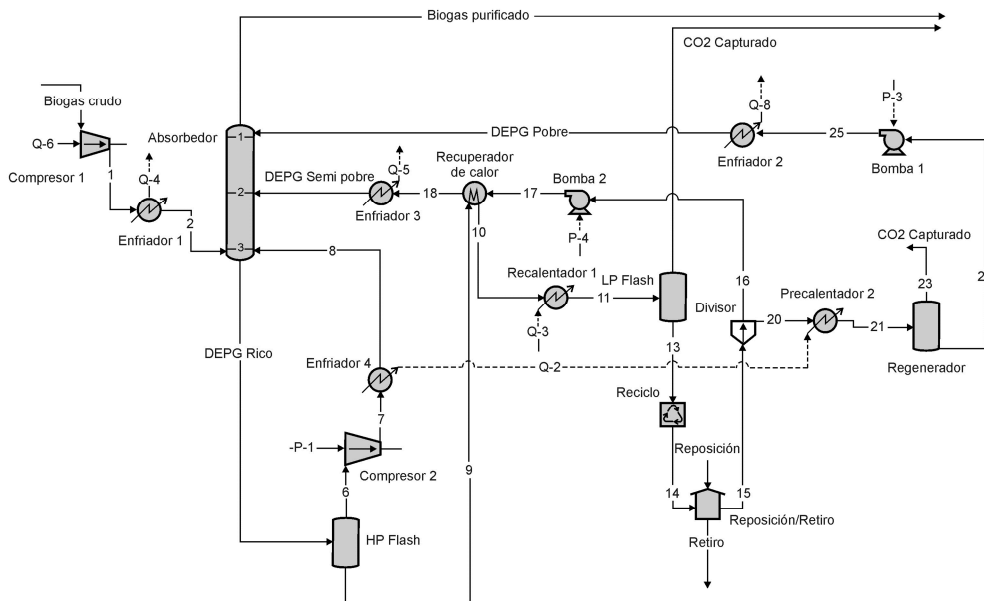 Biogas purificado
CO2 Capturado
Biogas crudo
Q-6
Compresor 1
1
Q-4
Enfriador 1
2
Absorbedor
1
2
3
DEPG Pobre
Q-8
Enfriador 2
25
P-3
Bomba 1
DEPG Semi pobre
Q-5
Enfriador 3
18
Recuperador
de calor
17
Bomba 2
P-4
10
8
Recalentador 1
11
Q-3
LP Flash
Divisor
16
20
Precalentador 2
21
CO2 Capturado
23
Regenerador
DEPG Rico
Enfriador 4
Q-2
13
Reciclo
7
-P-1
Compresor 2
6
9
HP Flash
Reposición
14
15
Reposición/Retiro
Retiro